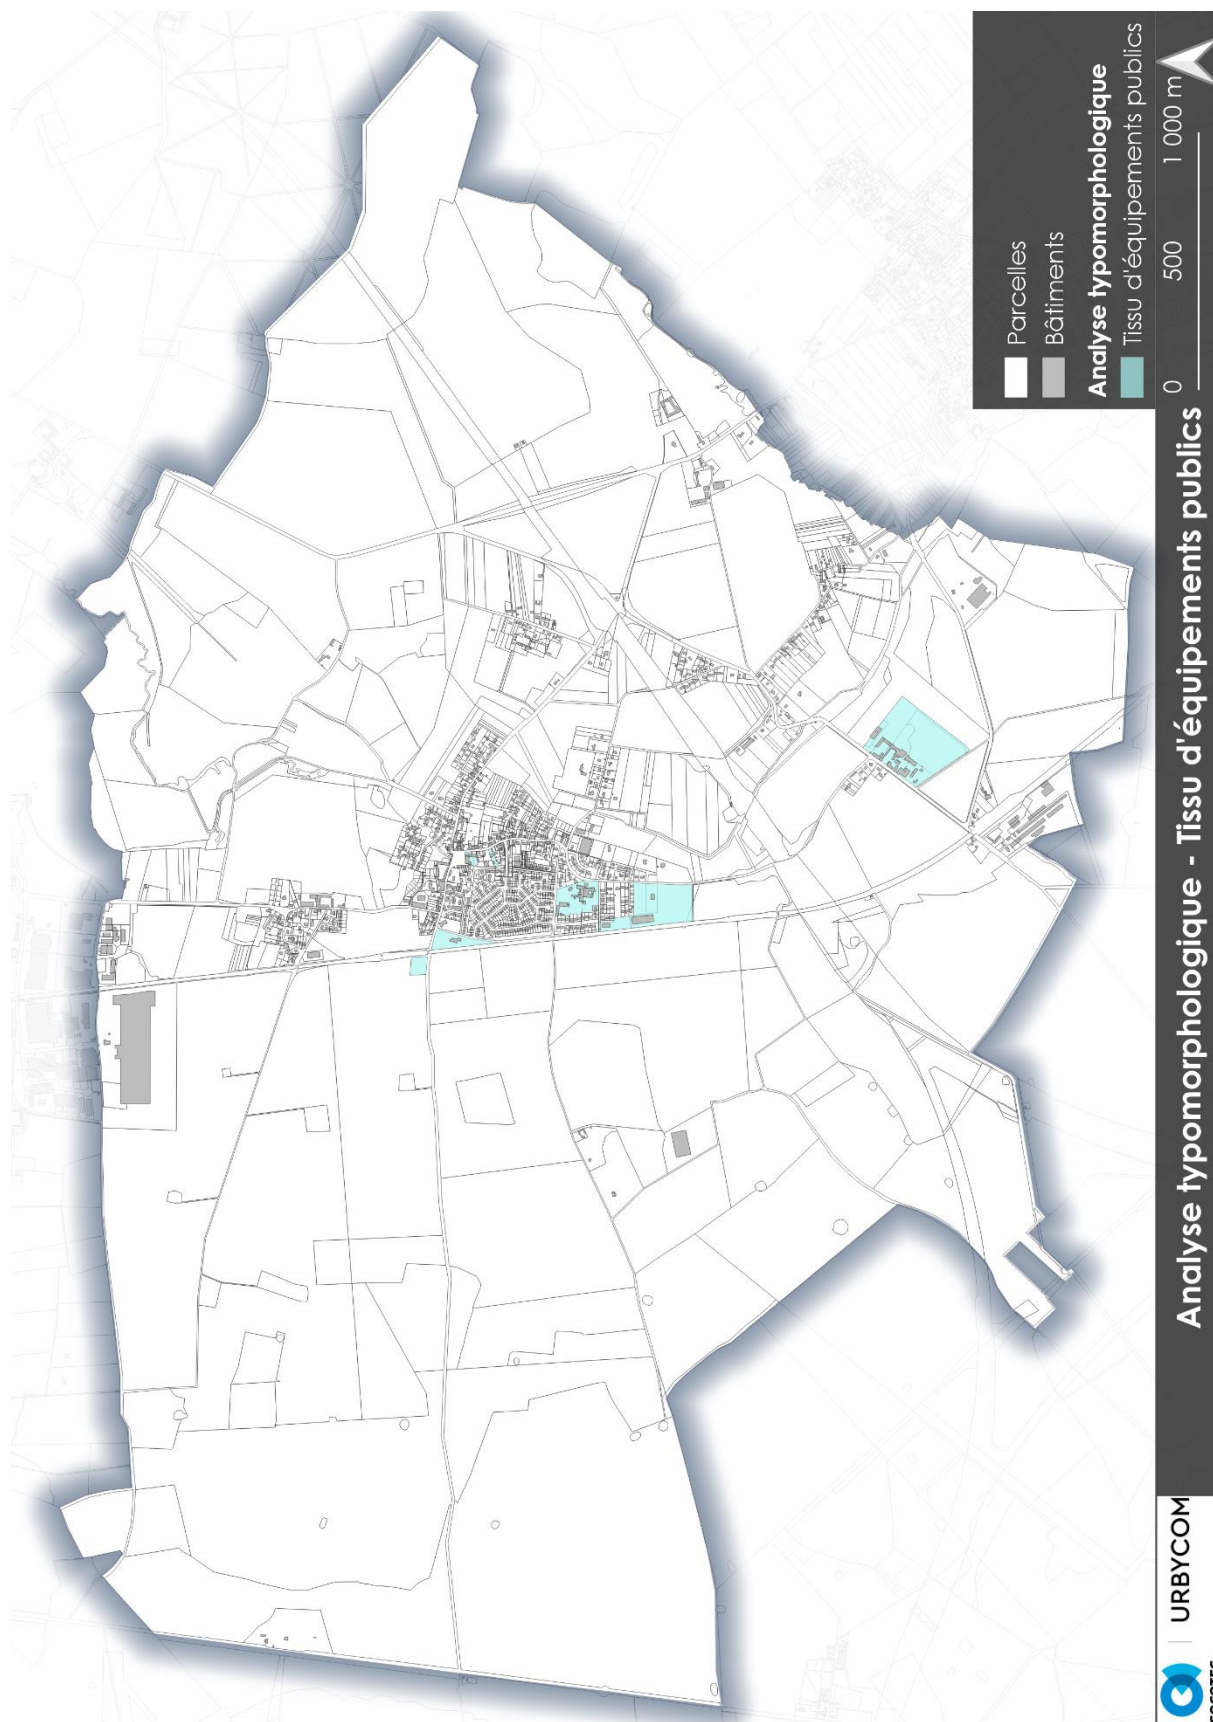 Parcelles
Bâtiments
Analyse typomorphologique
Tissu d'équipements publics
0 500 1 000 m
Analyse typomorphologique - Tissu d'équipements publics
URBYCOM